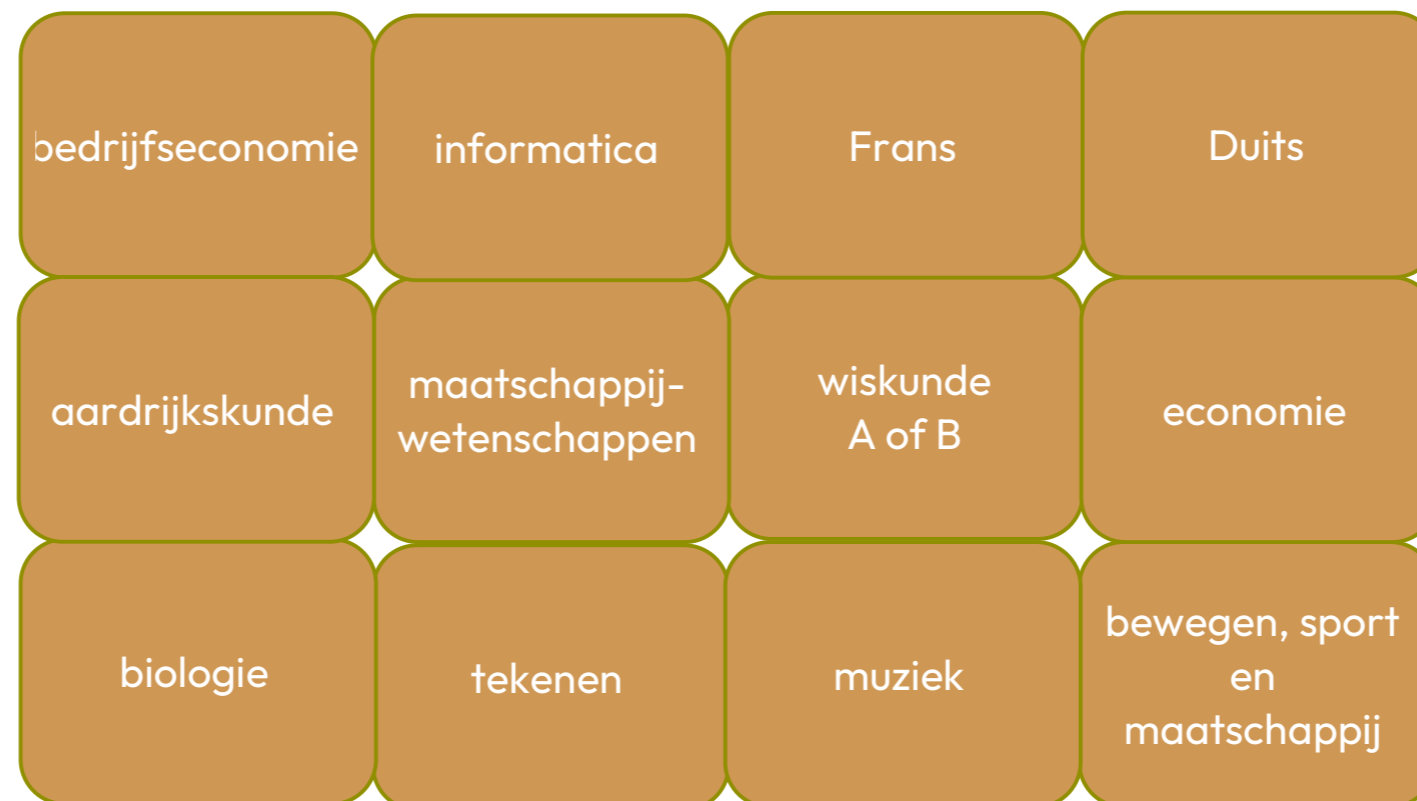 bedrijfseconomie
informatica
Frans
Duits
aardrijkskunde
maatschappij-
wetenschappen
wiskunde
A of B
economie
biologie
tekenen
muziek
bewegen, sport
en
maatschappij